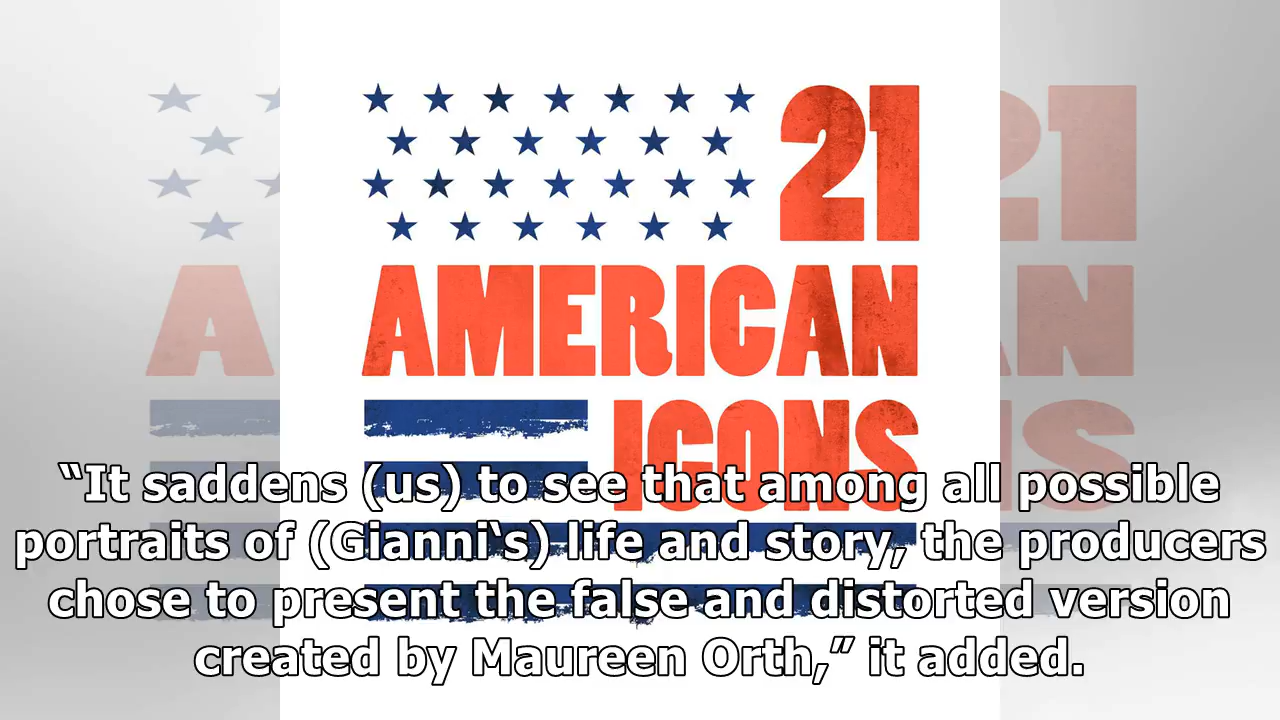 21
AMERICAN
ICONS
“It saddens (us) to see that among all possible
portraits of (Gianni‘s) life and story, the producers
chose to present the false and distorted version
created by Maureen Orth,” it added.